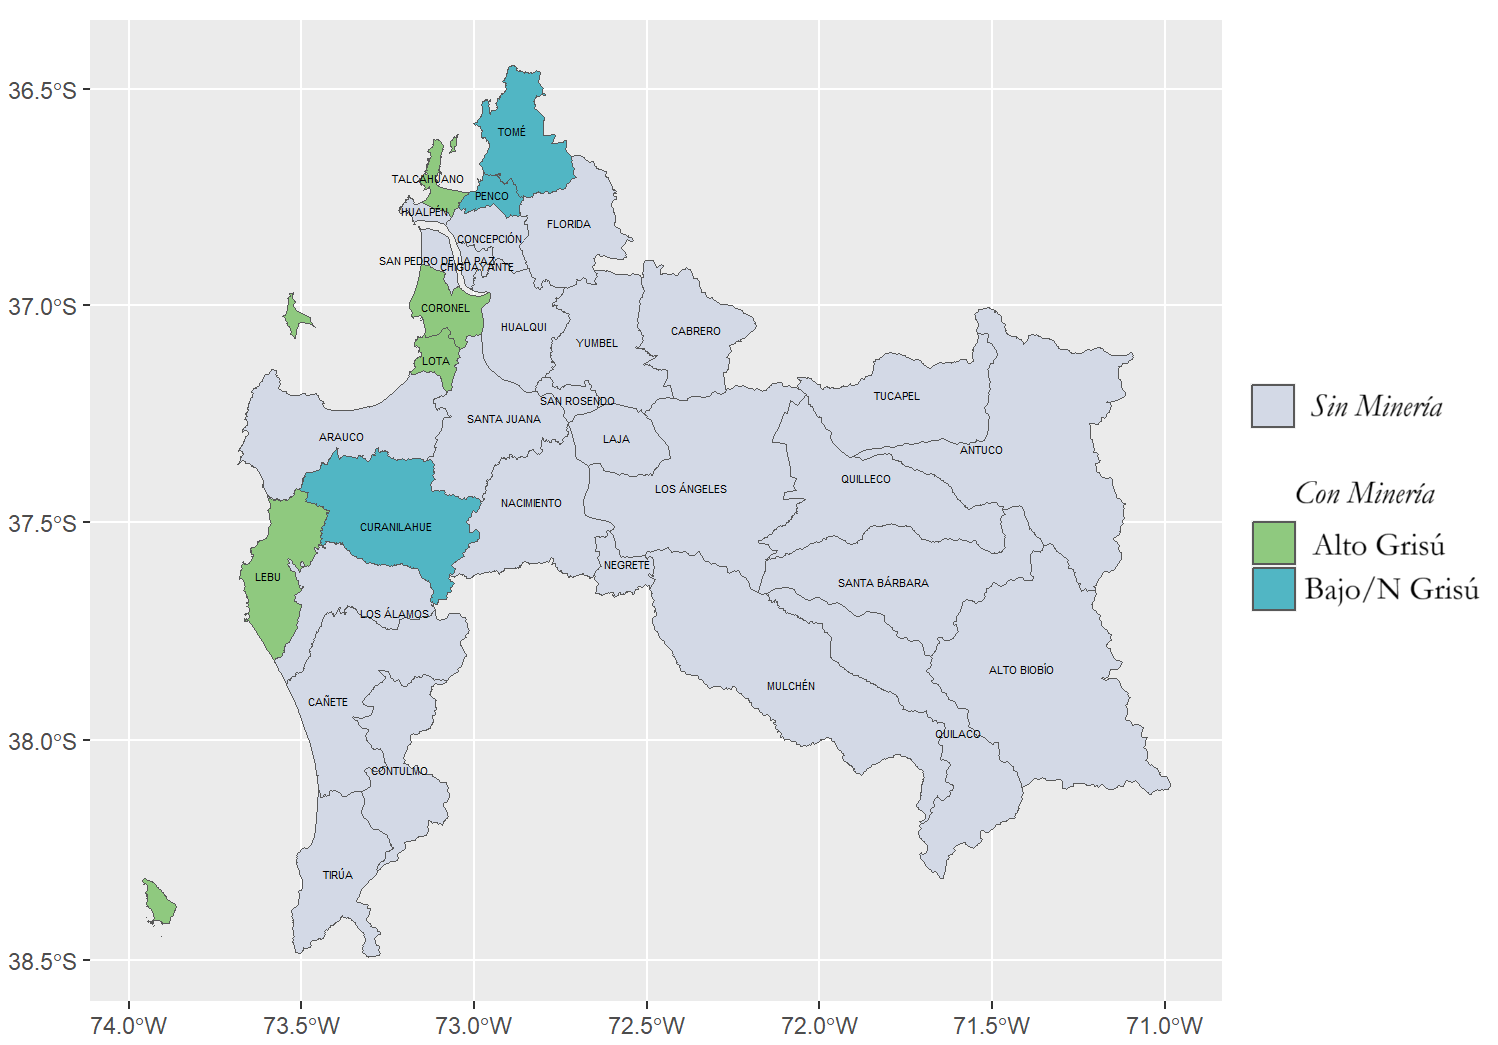 36.5°S
37.0°S
37.5°S
38.0°S
38.5°S
TOMÉ
TALCAHUANO
PENCO
HUALPÉN
FLORIDA
CONCEPCIÓN
SAN PEDRO DE LA PAZ
CHIGUAYANTE
CORONEL
HUALQUI
CABRERO
YUMBEL
LOTA
TUCAPEL
SAN ROSENDO
SANTA JUANA
ARAUCO
LAJA
ANTUCO
QUILLECO
LOS ÁNGELES
NACIMIENTO
CURANILAHUE
NEGRETE
LEBU
SANTA BÁRBARA
LOS ÁLAMOS
ALTO BIOBÍO
MULCHÉN
CAÑETE
QUILACO
CONTULMO
TIRÚA
74.0°W 73.5°W 73.0°W 72.5°W 72.0°W 71.5°W 71.0°W
Sin Minería
Con Minería
Alto Grisú
Bajo/N Grisú